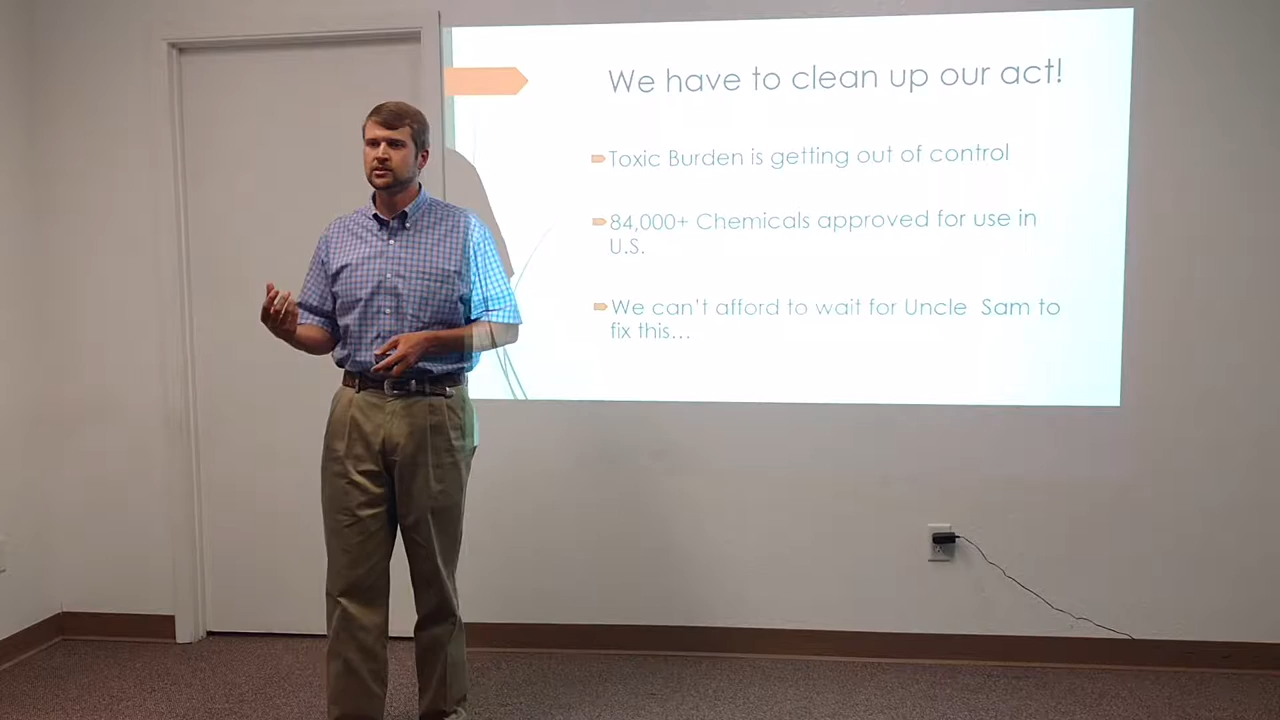 We have to clean up our act!
Toxic Burden is getting out of control
84,000+ Chemicals approved for use in
U.S.
We can't afford to wait for Uncle  Sam to
fix this...